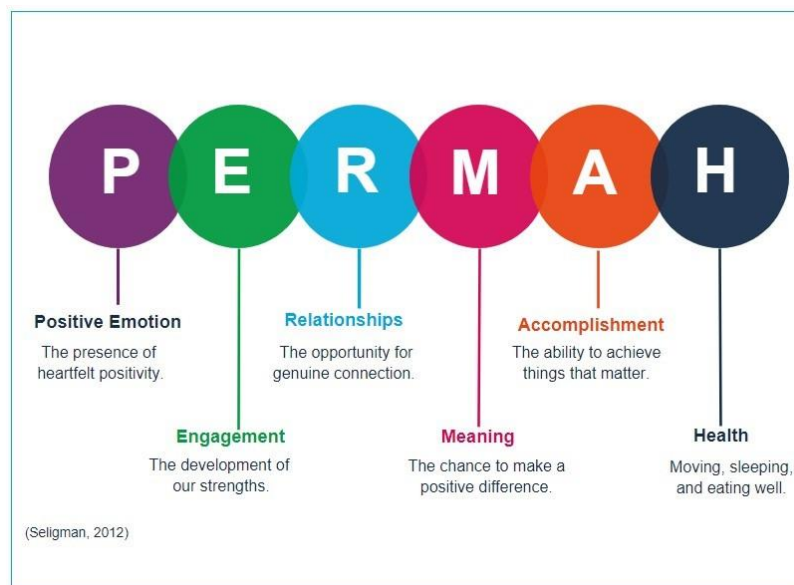 P E R M A H
Positive Emotion
The presence of
heartfelt positivity.
Engagement
The development of
our strengths.
Relationships
The opportunity for
genuine connection.
Meaning
The chance to make a
positive difference.
Accomplishment
The ability to achieve
things that matter.
Health
Moving, sleeping,
and eating well.
(Seligman, 2012)